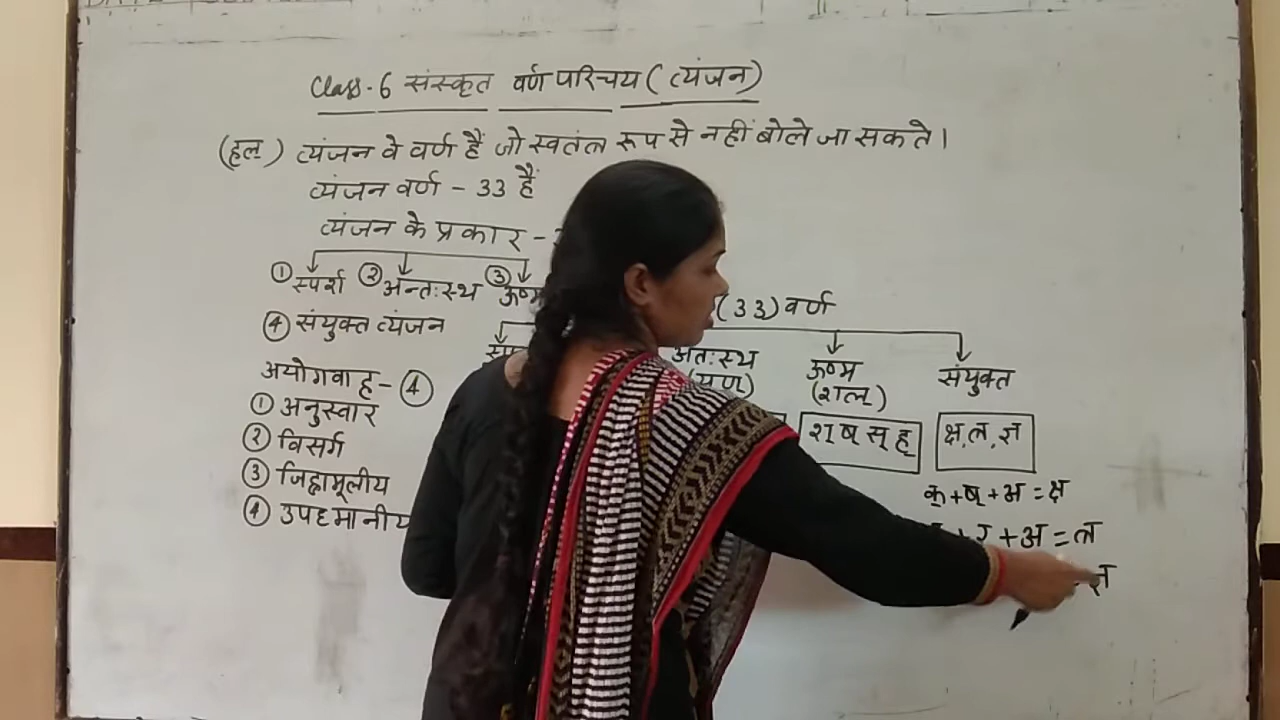 Class-6 संस्कृत वर्ण परिचय (व्यंजन)
(हल्) व्यंजन वे वर्ण हैं जो स्वतंत्र रूप से नहीं बोले जा सकते।
व्यंजन वर्ण - 33 हैं
व्यंजन के प्रकार -
① स्पर्श ② अन्तःस्थ ③ ऊष्म
④ संयुक्त व्यंजन
अयोगवाह - ④
① अनुस्वार
② विसर्ग
③ जिह्वामूलीय
④ उपध्मानीय
(33) वर्ण
अंतःस्थ
(यण्)
ऊष्म
(शल्)
संयुक्त
श् ष् स् ह्
क्ष, त्र, ज्ञ
क् + ष् + अ = क्ष
+ र् + अ = त्र
ज्ञ